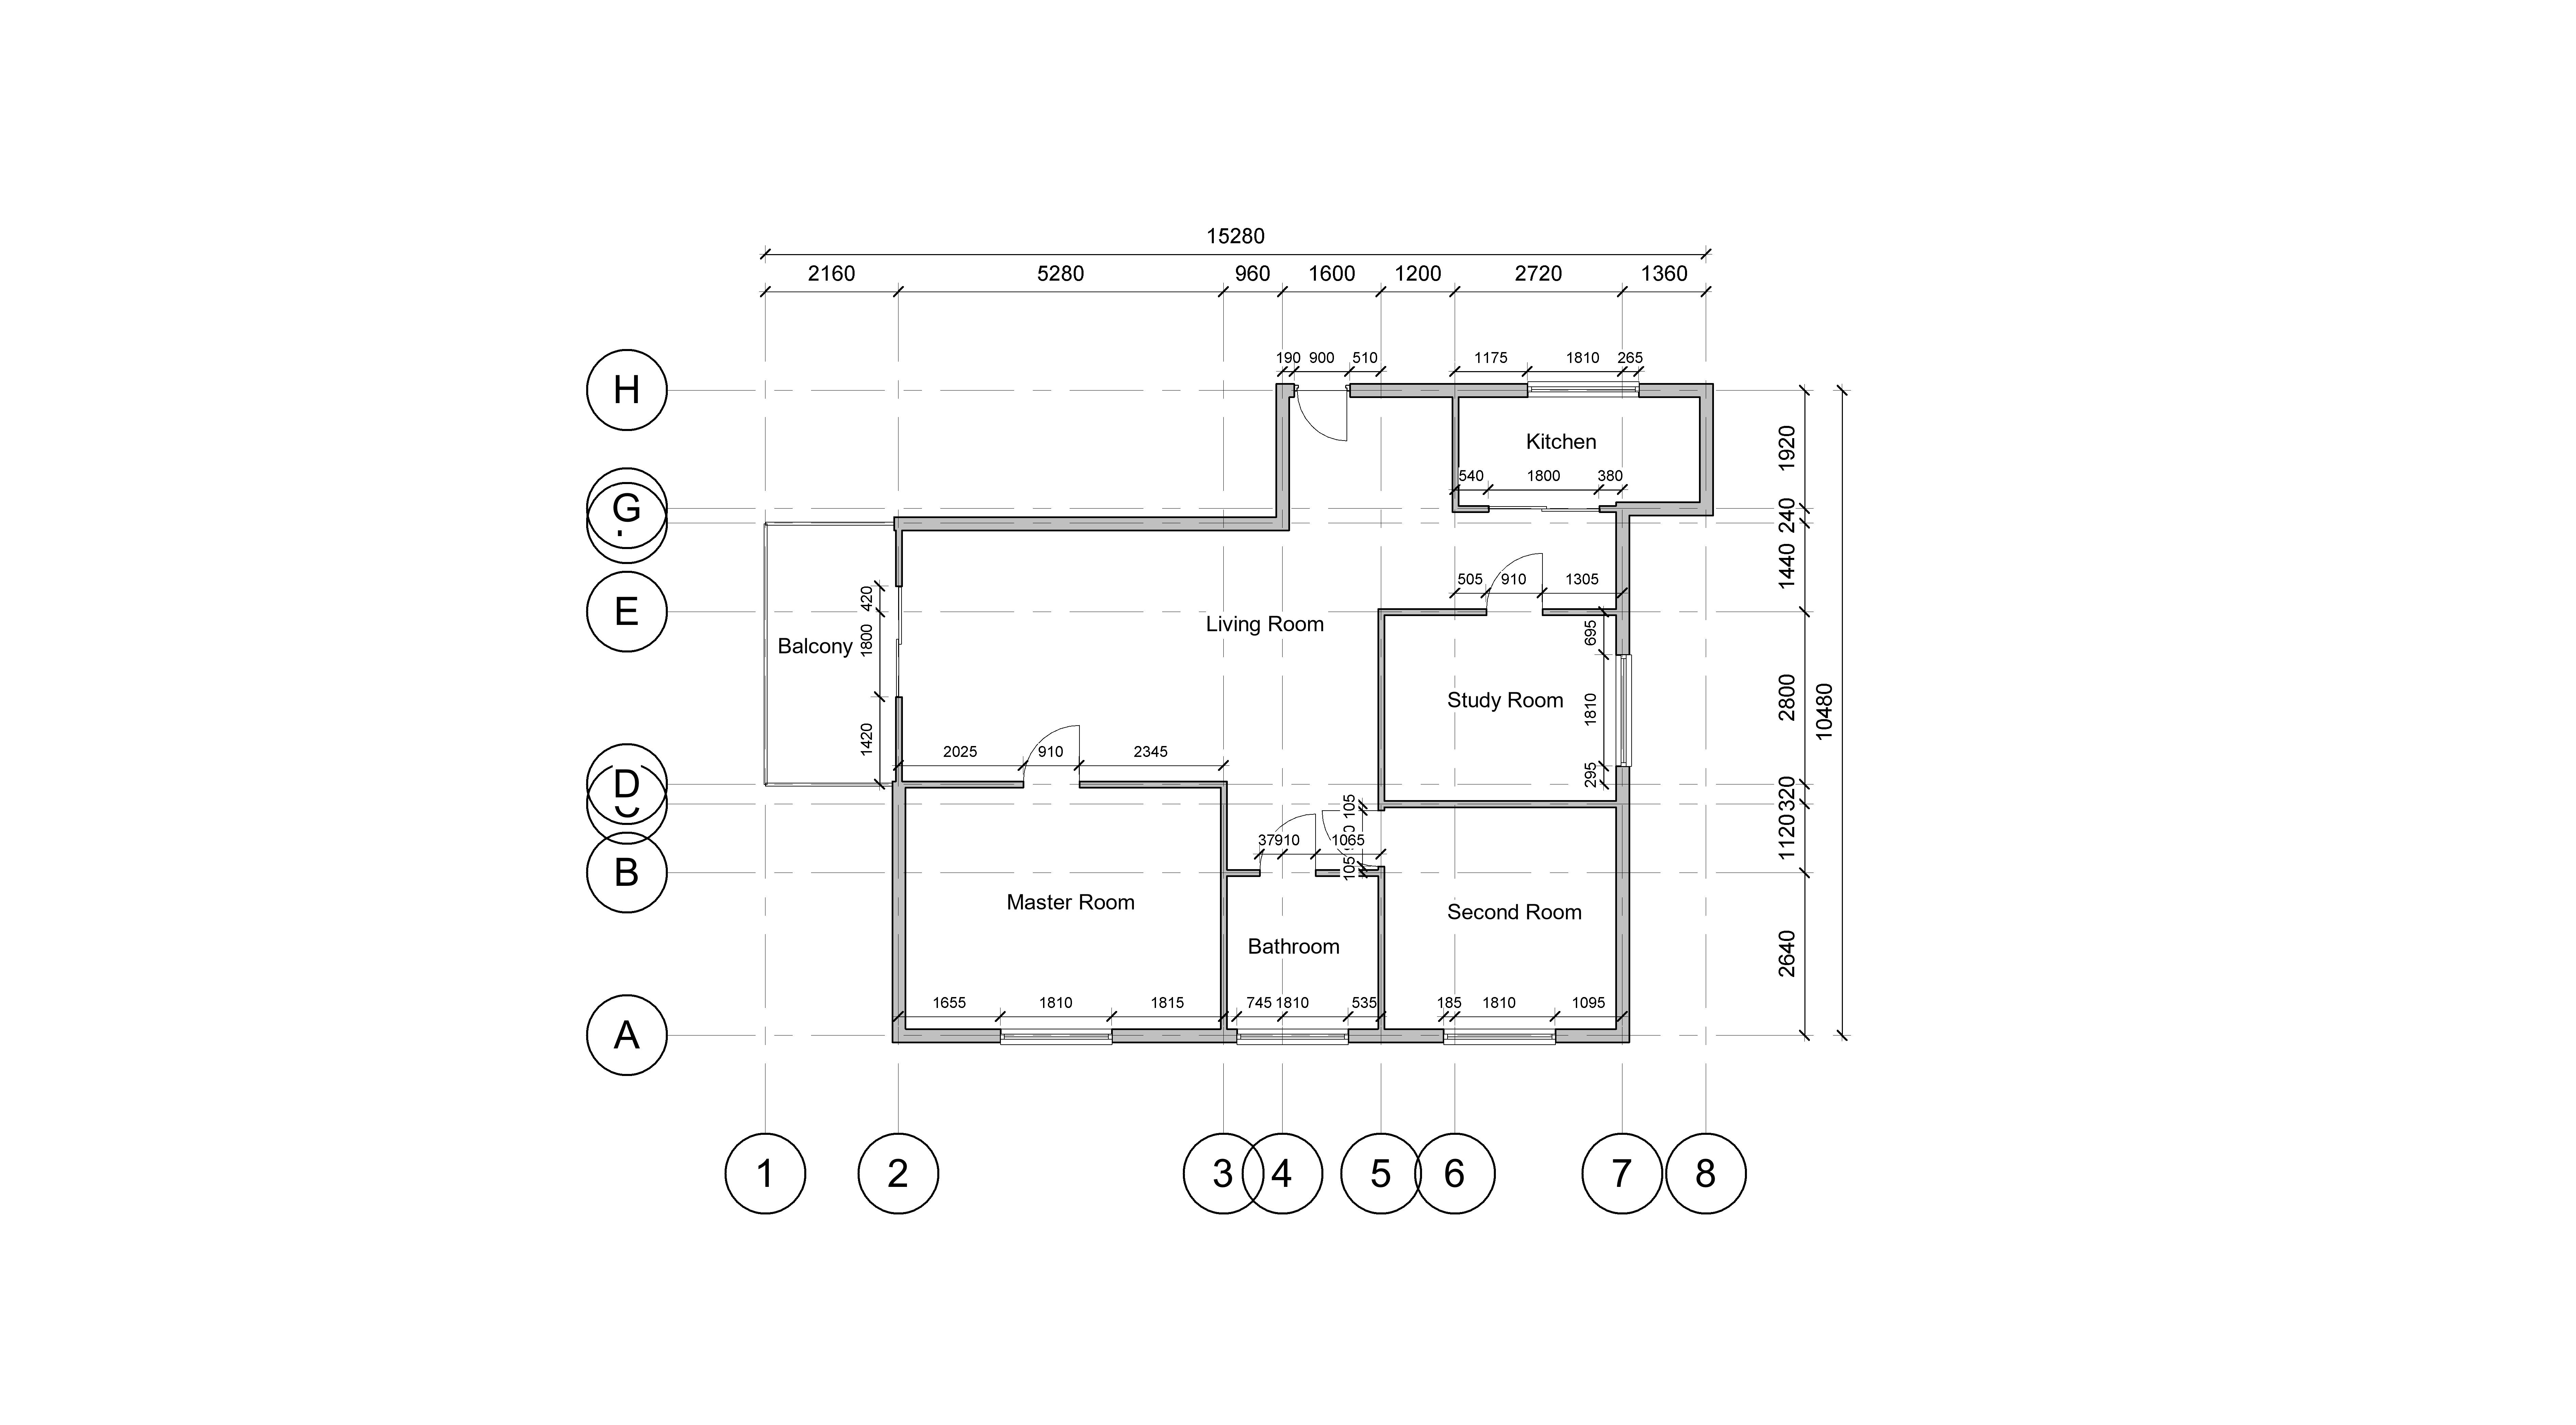 15280
2160 5280 960 1600 1200 2720 1360
190 900 510 1175 1810 265
H
Kitchen
1920
540 1800 380
G
240
505 910 1305
1440
E
420
Living Room
695
Balcony
1800
Study Room
1810
2800
10480
1420
2025 910 2345
295
D
320
105
37910 1065
1120
105
B
Master Room
Second Room
Bathroom
2640
1655 1810 1815 745 1810 535 185 1810 1095
A
1 2 3 4 5 6 7 8